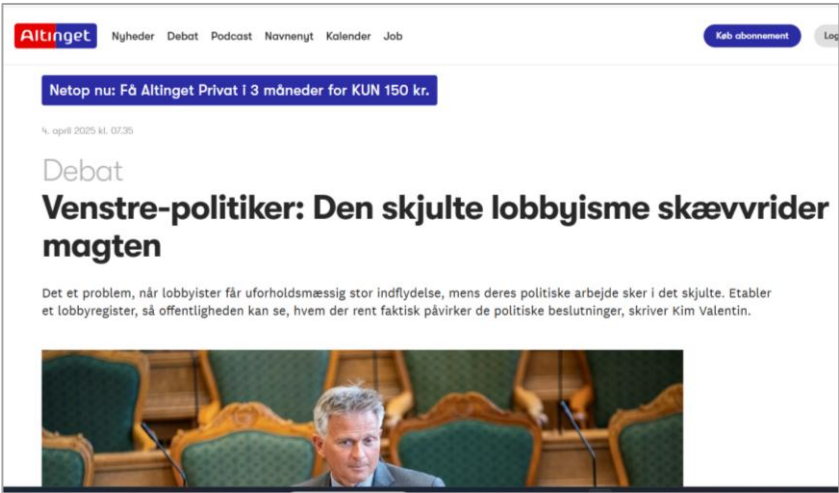 Altinget
Nyheder Debat Podcast Navnenyt Kalender Job
Køb abonnement
Log
Netop nu: Få Altinget Privat i 3 måneder for KUN 150 kr.
4. april 2025 kl. 07.35
Debat
Venstre-politiker: Den skjulte lobbyisme skævvrider
magten
Det et problem, når lobbyister får uforholdsmæssig stor indflydelse, mens deres politiske arbejde sker i det skjulte. Etabler
et lobbyregister, så offentligheden kan se, hvem der rent faktisk påvirker de politiske beslutninger, skriver Kim Valentin.